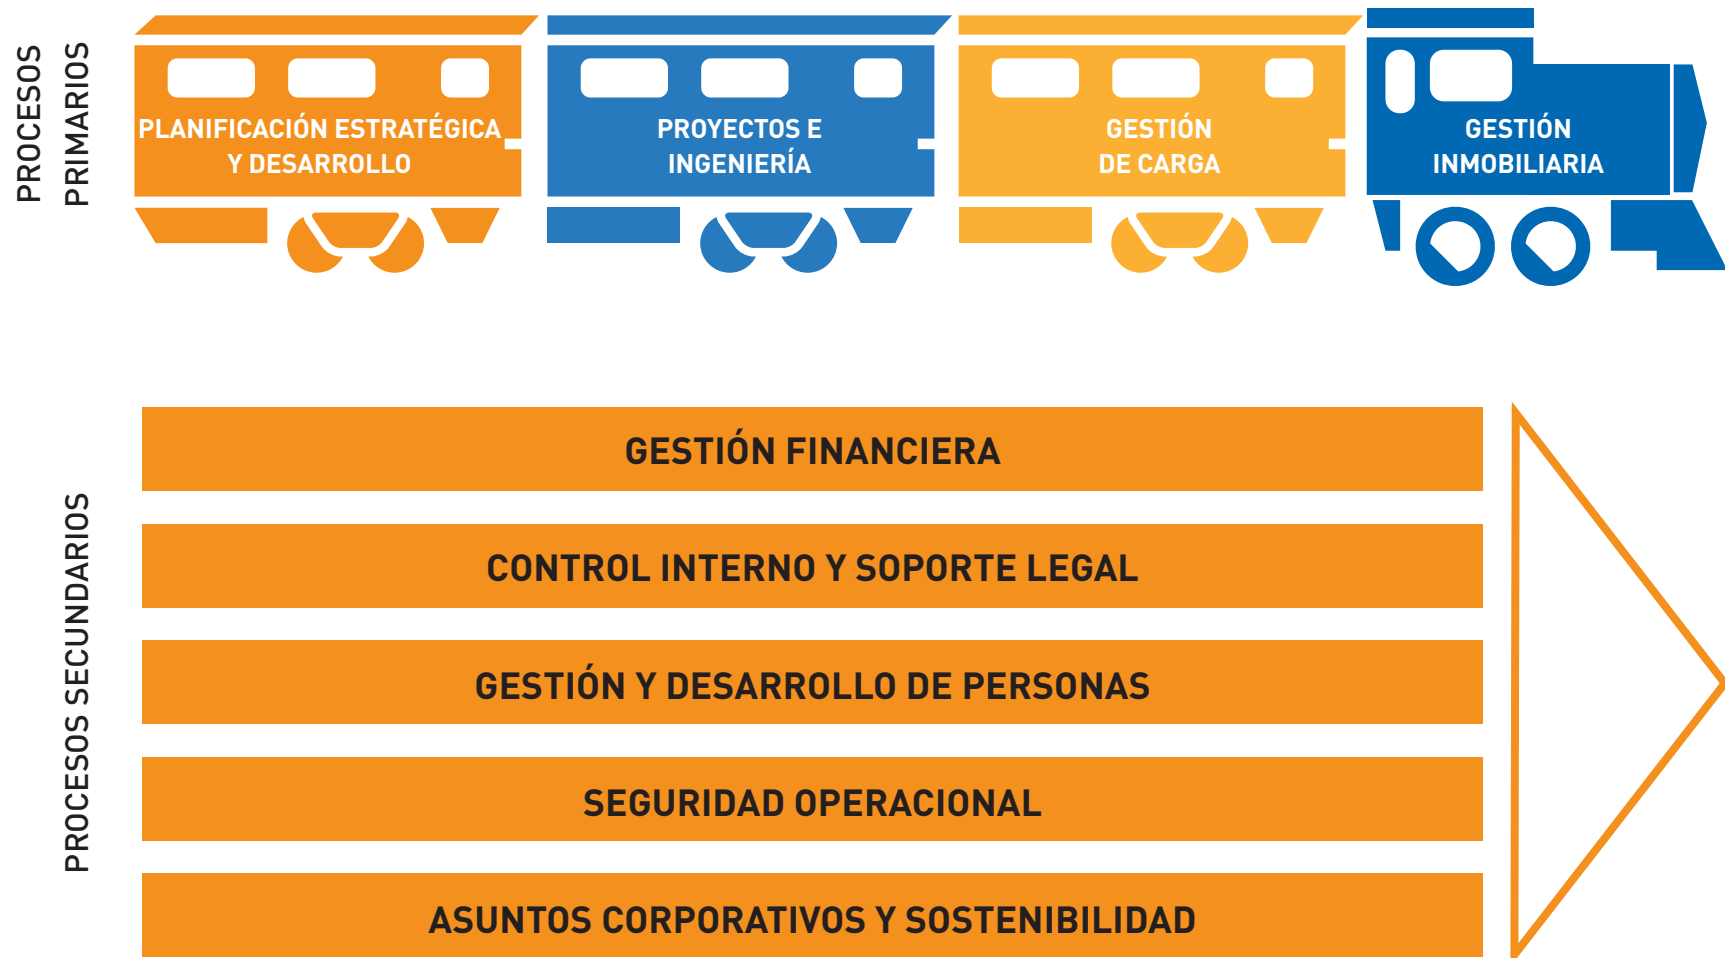 PROCESOS
PRIMARIOS
PLANIFICACIÓN ESTRATÉGICA
Y DESARROLLO
PROYECTOS E
INGENIERÍA
GESTIÓN
DE CARGA
GESTIÓN
INMOBILIARIA
PROCESOS SECUNDARIOS
GESTIÓN FINANCIERA
CONTROL INTERNO Y SOPORTE LEGAL
GESTIÓN Y DESARROLLO DE PERSONAS
SEGURIDAD OPERACIONAL
ASUNTOS CORPORATIVOS Y SOSTENIBILIDAD